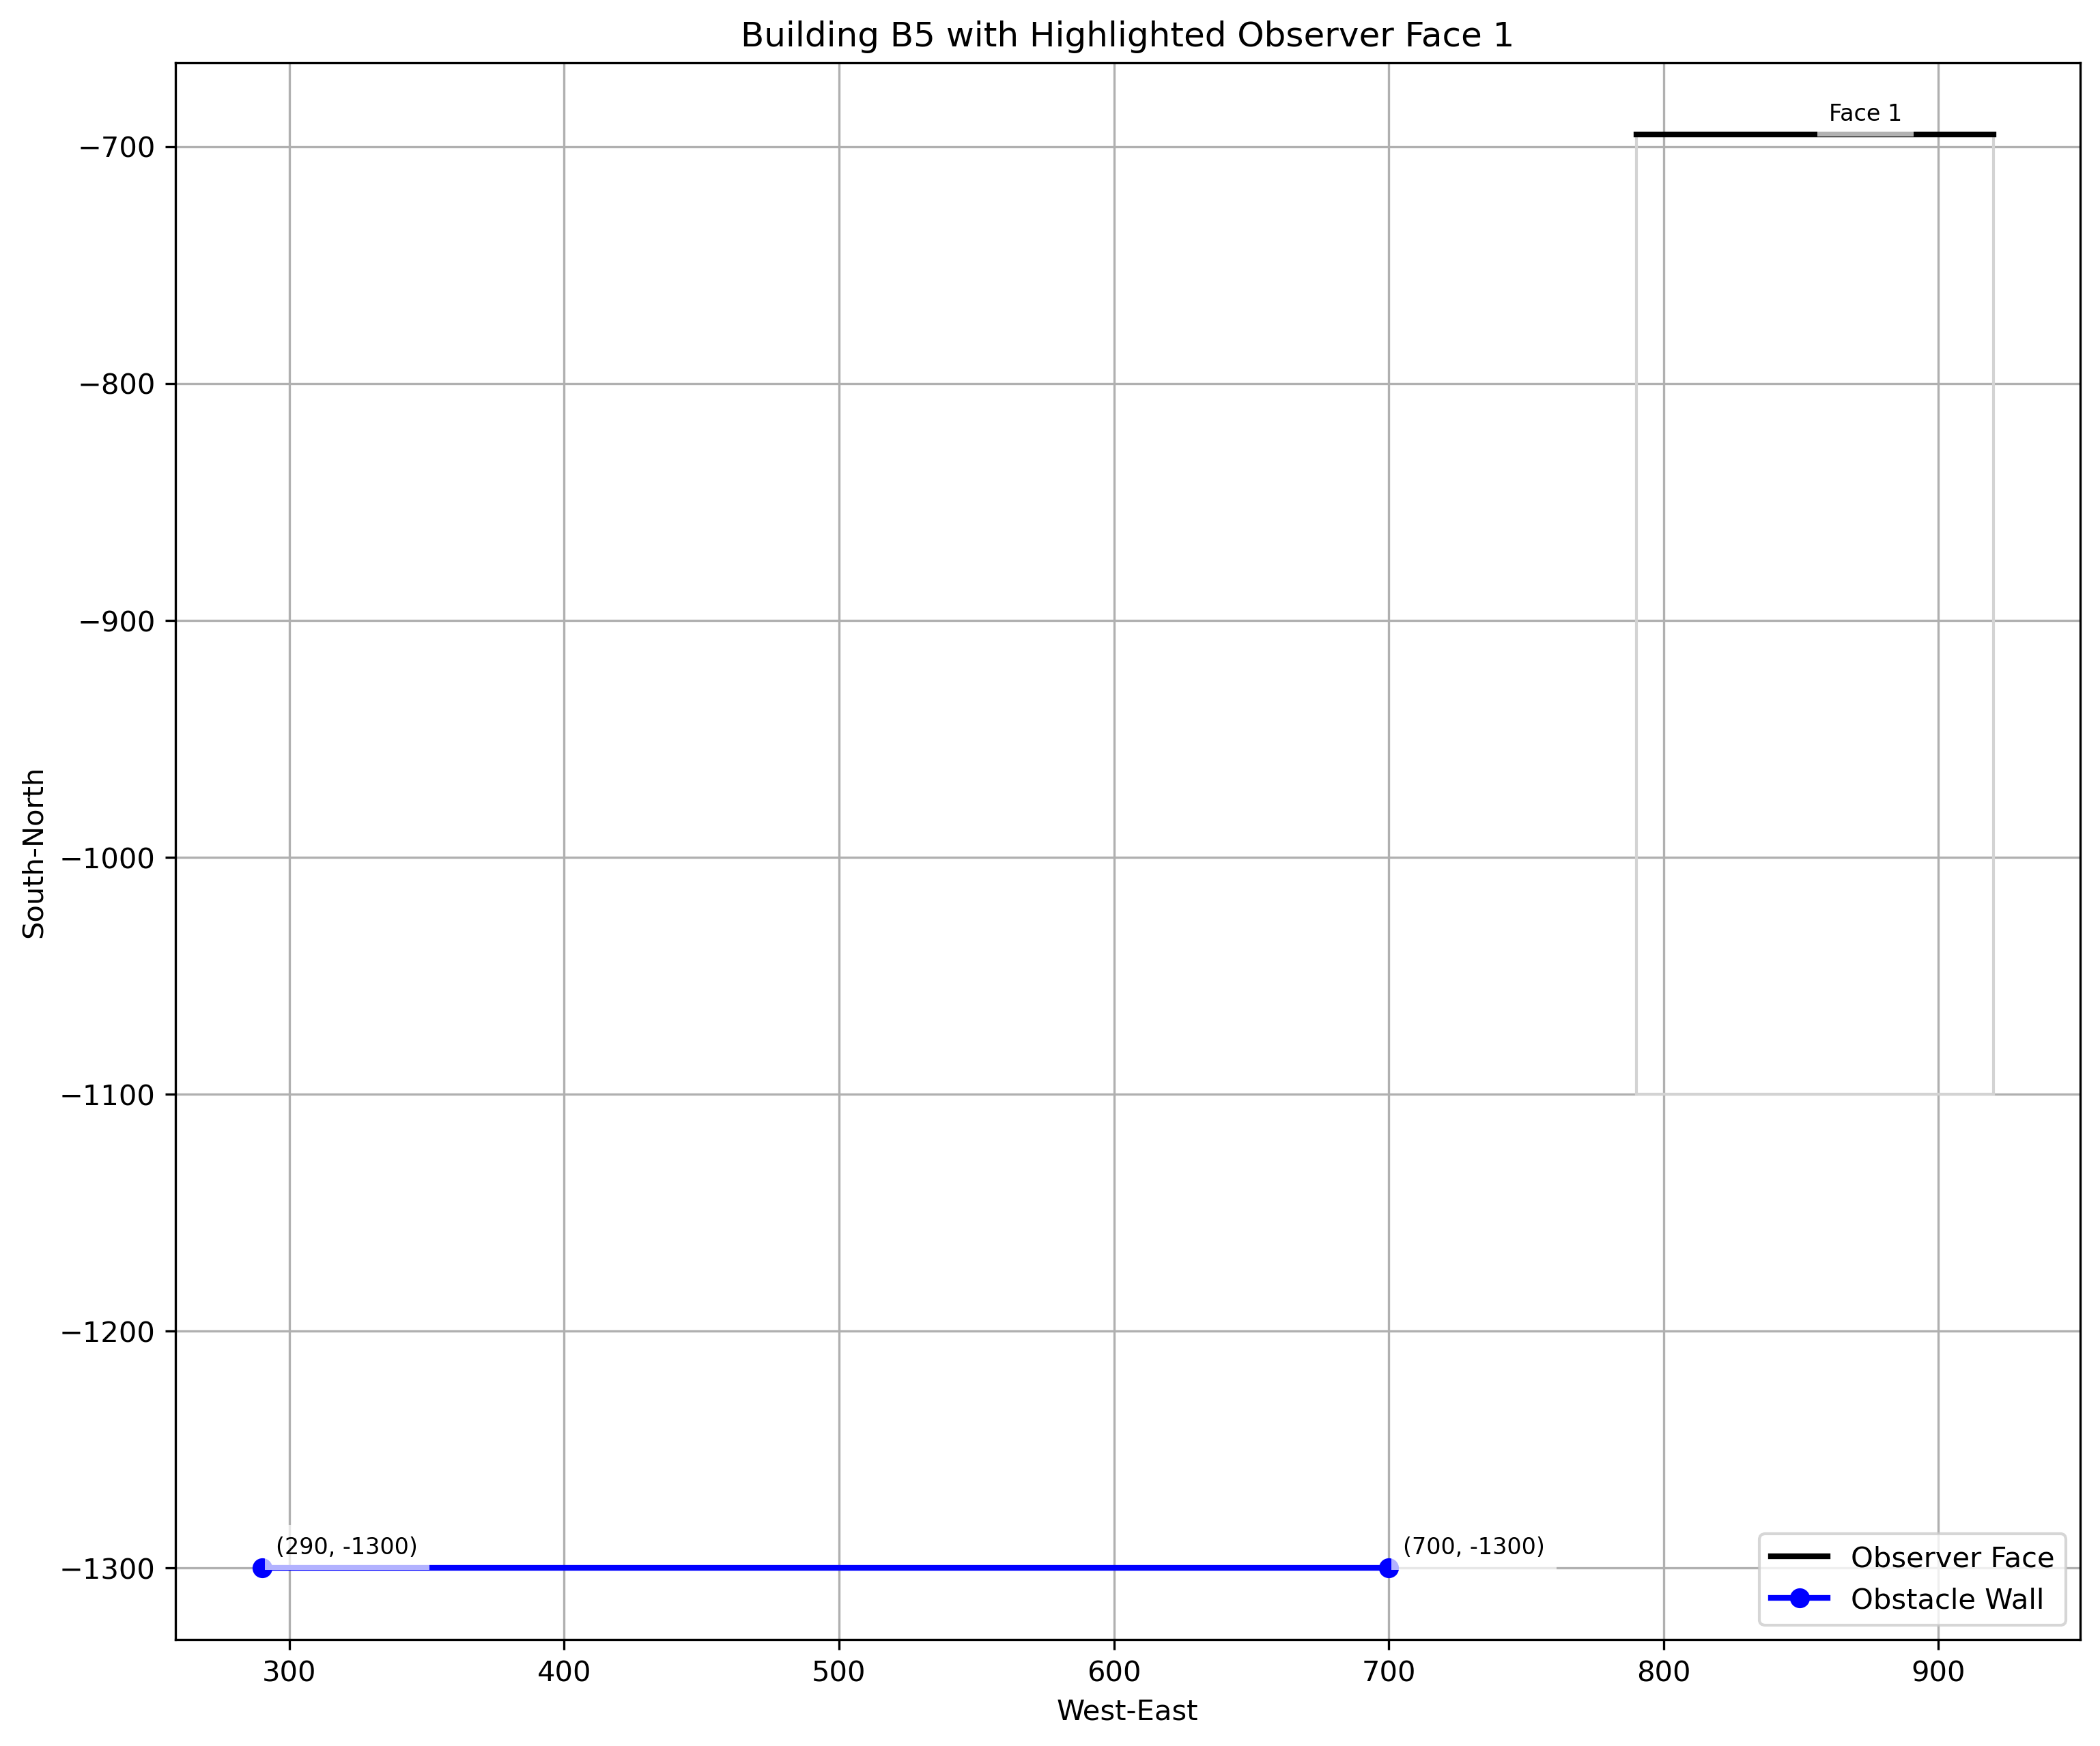 Building B5 with Highlighted Observer Face 1
Face 1
−700
−800
−900
−1000
−1100
−1200
−1300
South-North
(290, -1300)
(700, -1300)
Observer Face
Obstacle Wall
300
400
500
600
700
800
900
West-East